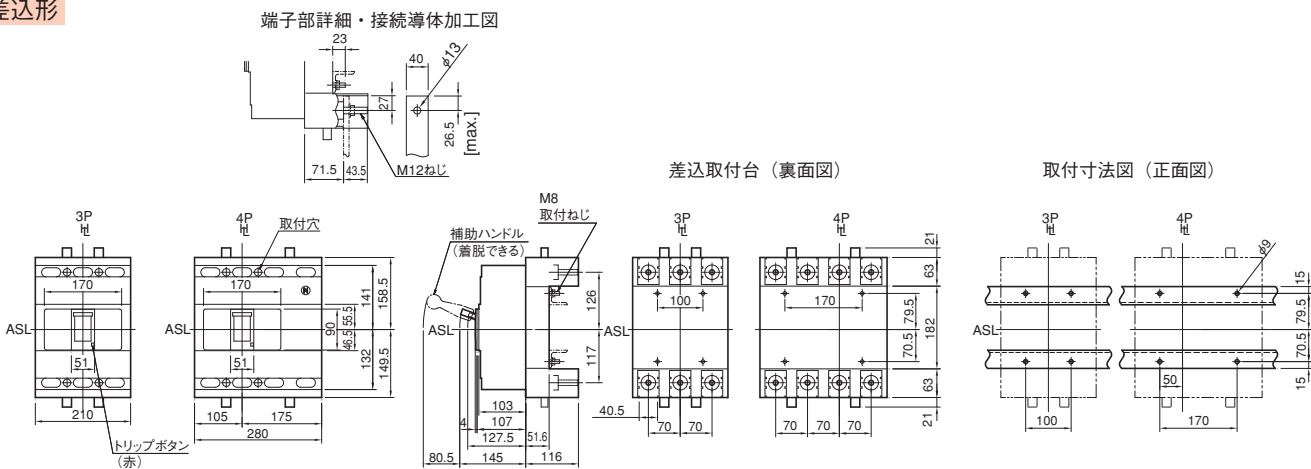 差込形
端子部詳細・接続導体加工図
23
40
φ13
27
26.5
[max.]
71.5
43.5
M12ねじ
差込取付台（裏面図）
取付寸法図（正面図）
3P
4P
取付穴
170
170
ASL
ASL
51
51
90
46.5
55.5
132
141
149.5
158.5
210
105
175
280
トリップボタン
（赤）
補助ハンドル
（着脱できる）
M8
取付ねじ
ASL
126
117
103
4
107
127.5
51.6
80.5
145
116
3P
4P
ASL
100
170
21
63
79.5
182
70.5
63
21
40.5
70
70
70
70
70
3P
4P
φ9
15
79.5
ASL
70.5
15
50
100
170